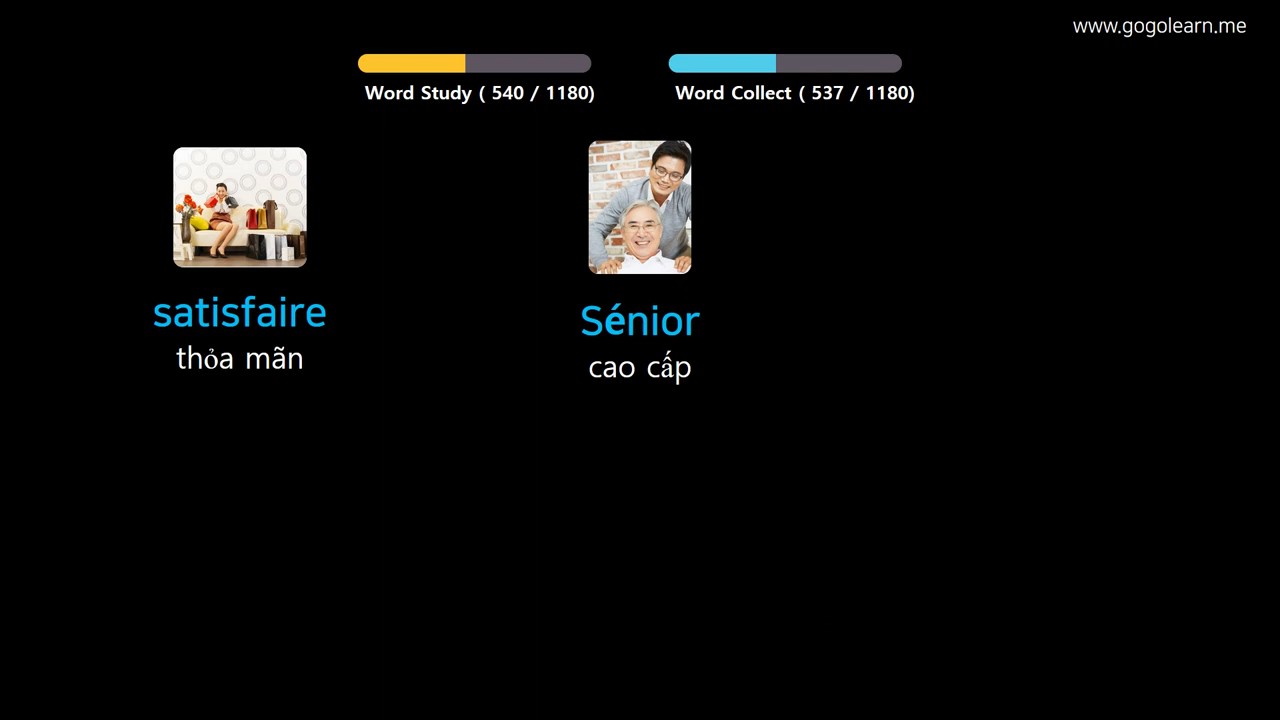 www.gogolearn.me
Word Study ( 540 / 1180)
Word Collect ( 537 / 1180)
satisfaire
thỏa mãn
Sénior
cao cấp